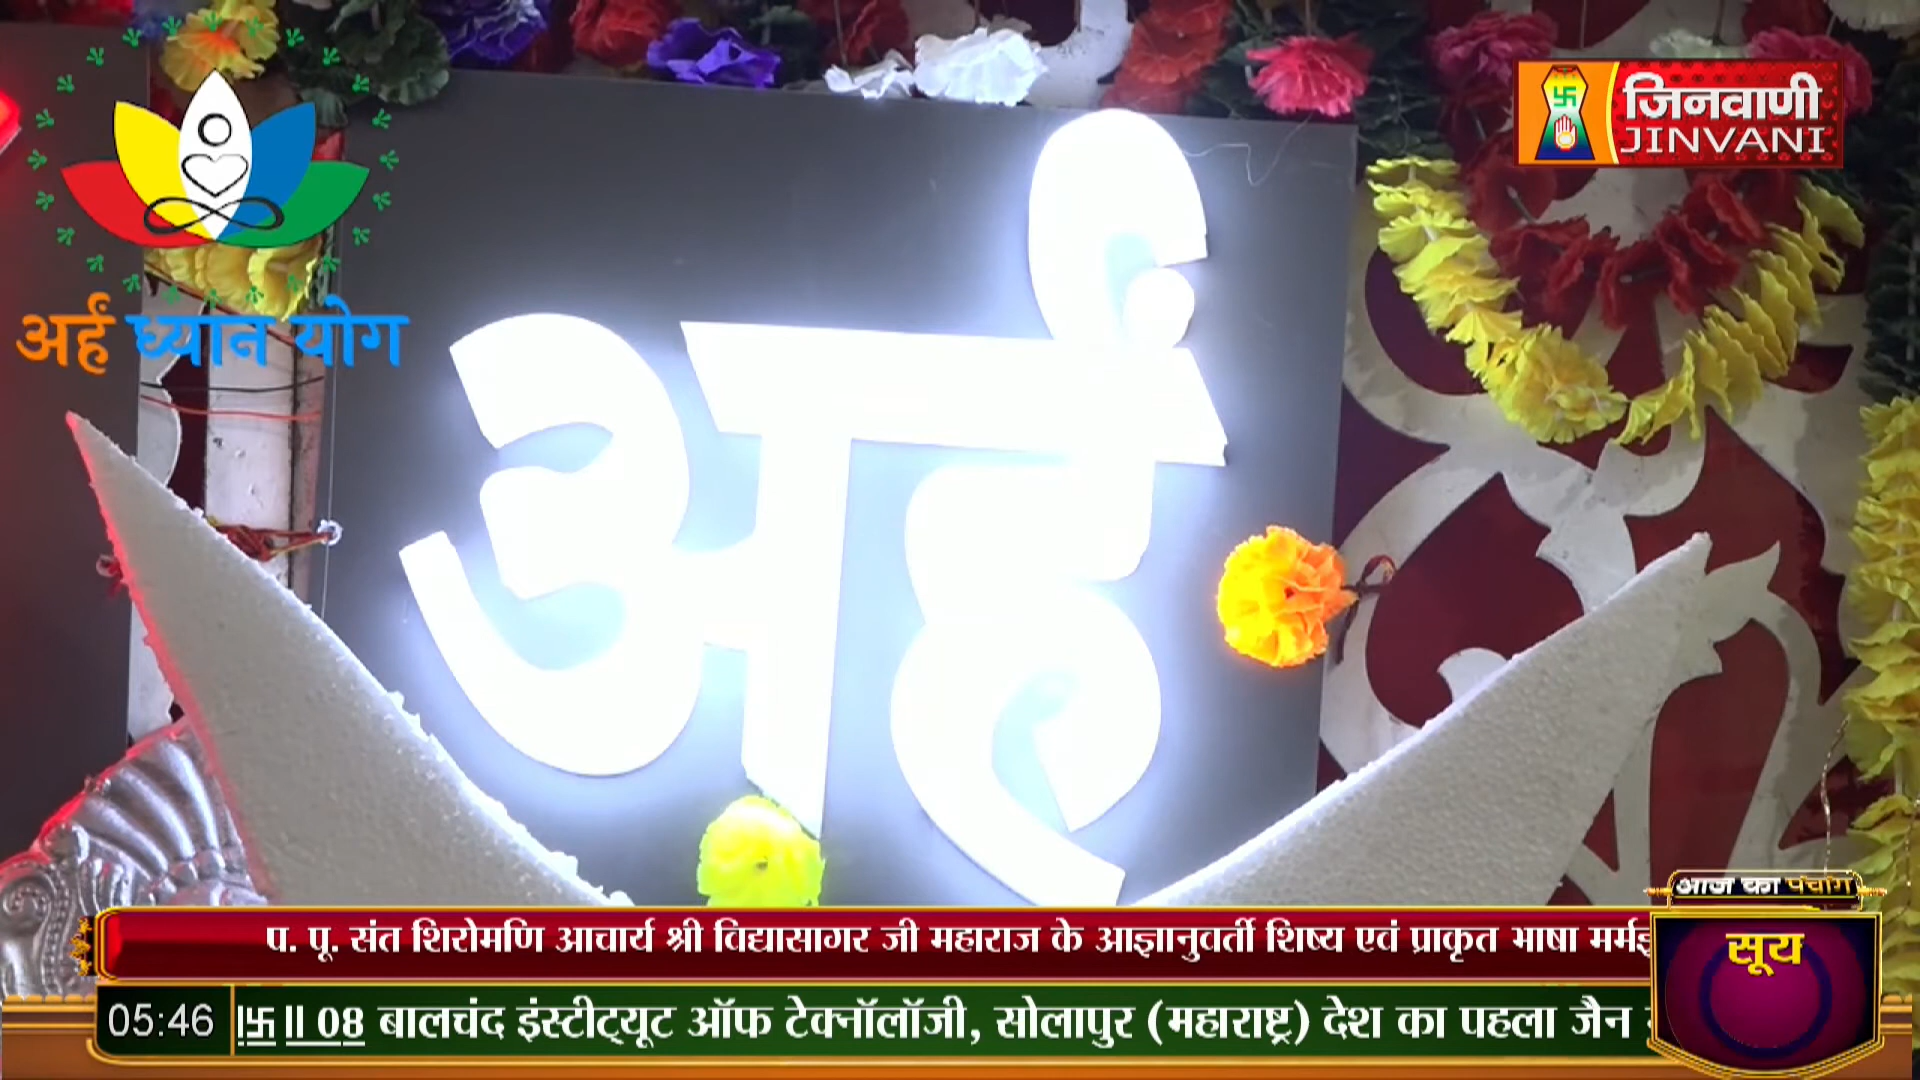 जिनवाणी
JINVANI
अर्हं ध्यान योग
अर्हं
आज का पंचांग
प. पू. संत शिरोमणि आचार्य श्री विद्यासागर जी महाराज के आज्ञानुवर्ती शिष्य एवं प्राकृत भाषा
सूर्य
05:46 卐 ॥ 08 बालचंद इंस्टीट्यूट ऑफ टेक्नॉलॉजी, सोलापुर (महाराष्ट्र) देश का पहला जैन